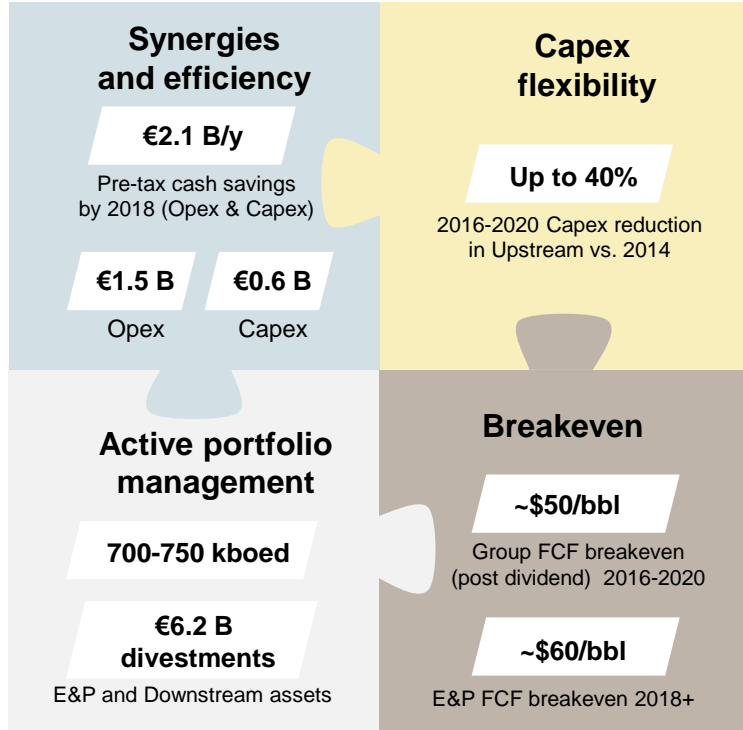 Synergies
and efficiency
€2.1 B/y
Pre-tax cash savings
by 2018 (Opex & Capex)
€1.5 B
€0.6 B
Opex
Capex
Capex
flexibility
Up to 40%
2016-2020 Capex reduction
in Upstream vs. 2014
Active portfolio
management
700-750 kboed
€6.2 B
divestments
E&P and Downstream assets
Breakeven
~$50/bbl
Group FCF breakeven
(post dividend) 2016-2020
~$60/bbl
E&P FCF breakeven 2018+